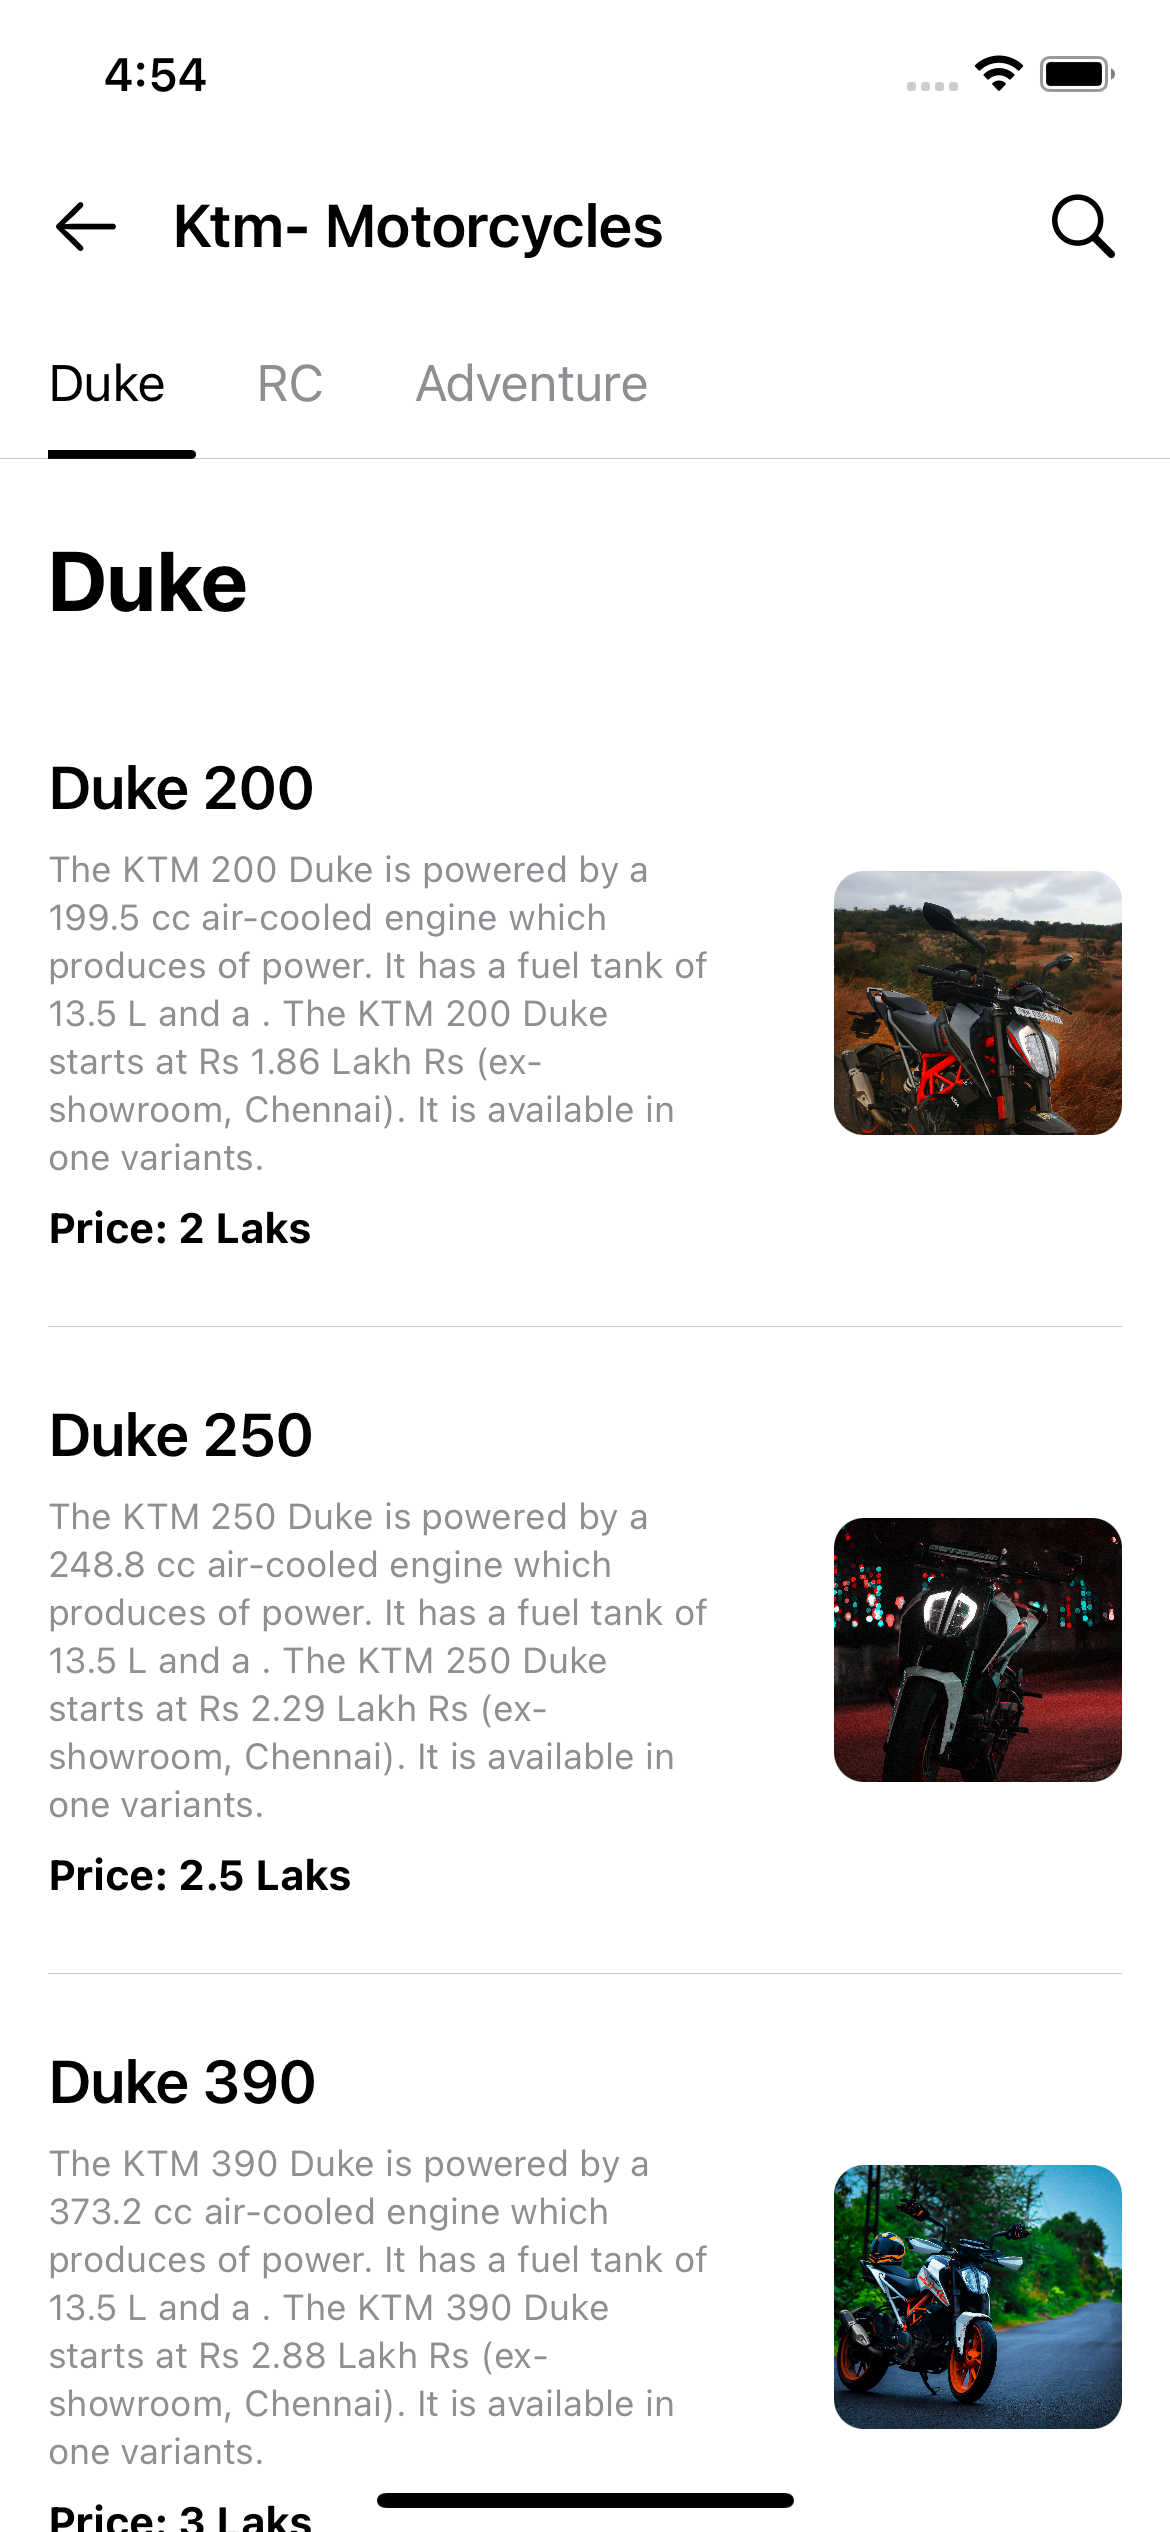 4:54
Ktm- Motorcycles
Duke
RC
Adventure
Duke
Duke 200
The KTM 200 Duke is powered by a
199.5 cc air-cooled engine which
produces of power. It has a fuel tank of
13.5 L and a . The KTM 200 Duke
starts at Rs 1.86 Lakh Rs (ex-
showroom, Chennai). It is available in
one variants.
Price: 2 Laks
Duke 250
The KTM 250 Duke is powered by a
248.8 cc air-cooled engine which
produces of power. It has a fuel tank of
13.5 L and a . The KTM 250 Duke
starts at Rs 2.29 Lakh Rs (ex-
showroom, Chennai). It is available in
one variants.
Price: 2.5 Laks
Duke 390
The KTM 390 Duke is powered by a
373.2 cc air-cooled engine which
produces of power. It has a fuel tank of
13.5 L and a . The KTM 390 Duke
starts at Rs 2.88 Lakh Rs (ex-
showroom, Chennai). It is available in
one variants.
Price: 3 Laks